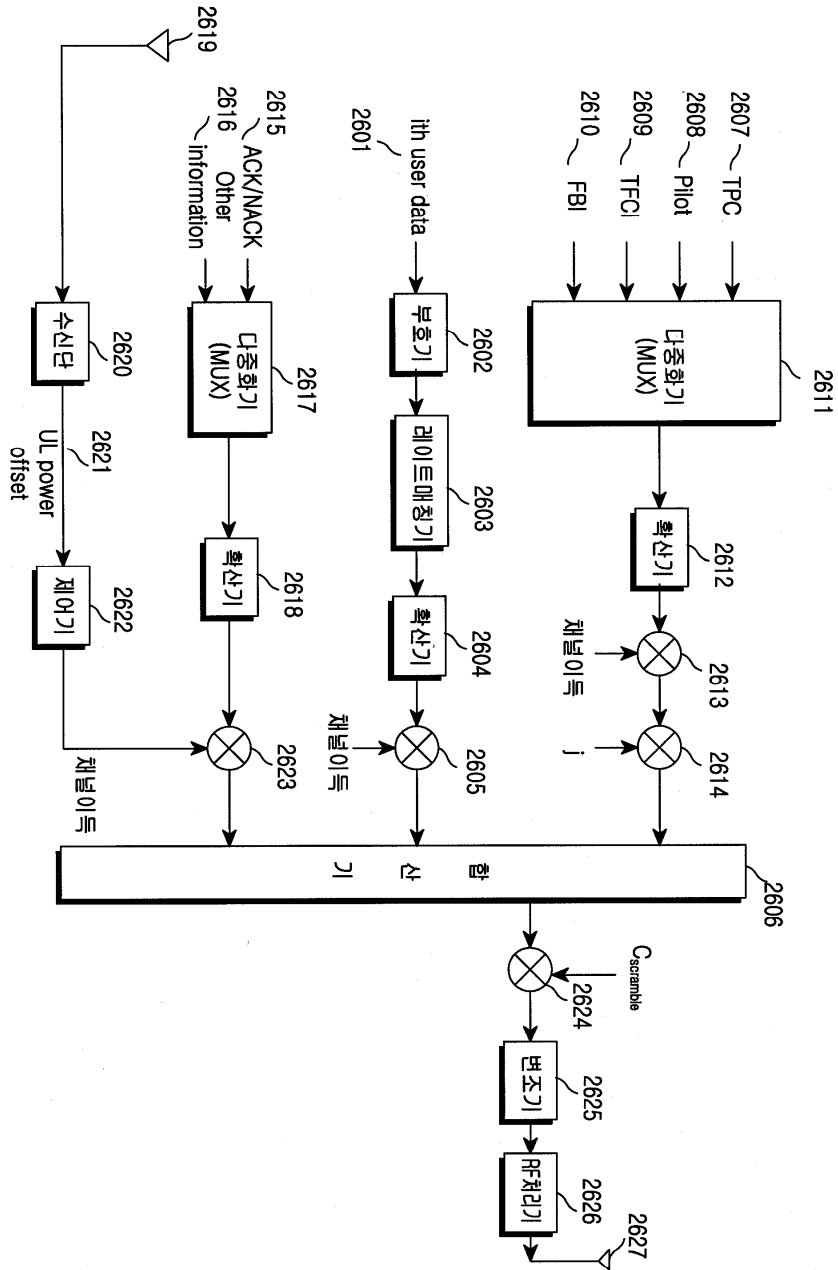 2607
TPC
2608
Pilot
2609
TFCI
2610
FBI
다중화기
(MUX)
2611
확산기
2612
채널이득
2613
j
2614
ith user data
2601
부호기
2602
레이트매칭기
2603
확산기
2604
채널이득
2605
2615
ACK/NACK
2616
Other
information
다중화기
(MUX)
2617
확산기
2618
2619
수신단
2620
2621
UL power
offset
제어기
2622
채널이득
2623
합산기
2606
Cscramble
2624
변조기
2625
RF처리기
2626
2627